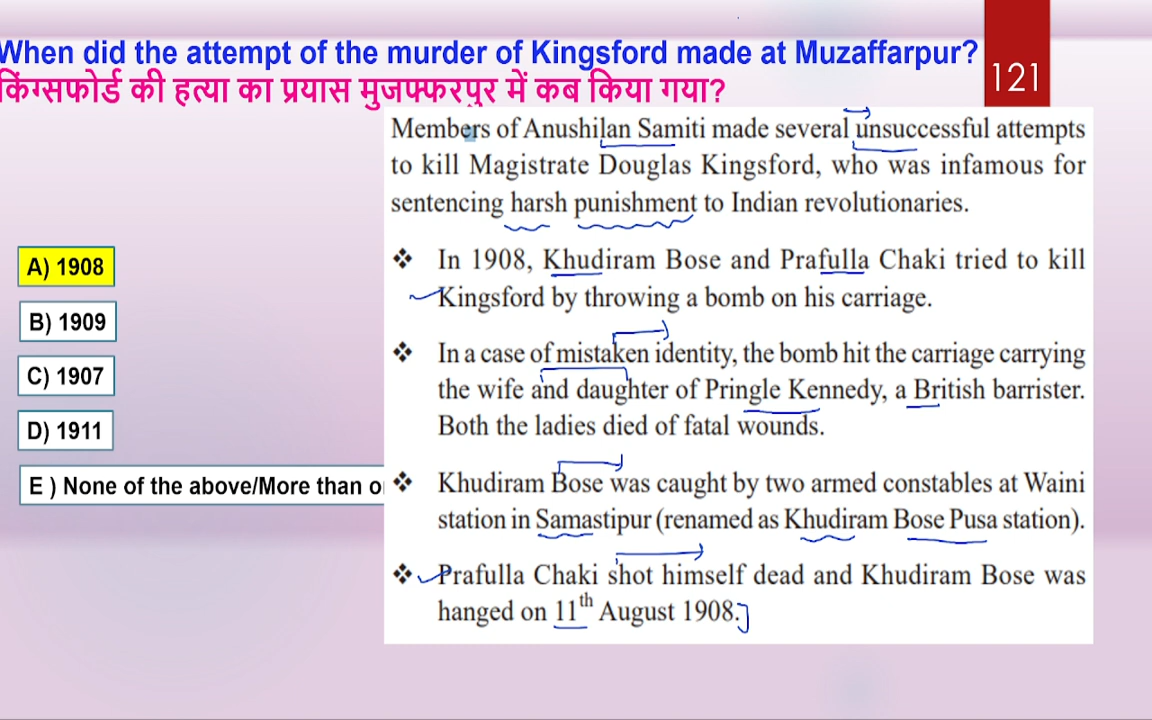 When did the attempt of the murder of Kingsford made at Muzaffarpur?
किंग्सफोर्ड की हत्या का प्रयास मुजफ्फरपुर में कब किया गया?
121
Members of Anushilan Samiti made several unsuccessful attempts
to kill Magistrate Douglas Kingsford, who was infamous for
sentencing harsh punishment to Indian revolutionaries.
❖ In 1908, Khudiram Bose and Prafulla Chaki tried to kill
Kingsford by throwing a bomb on his carriage.
❖ In a case of mistaken identity, the bomb hit the carriage carrying
the wife and daughter of Pringle Kennedy, a British barrister.
Both the ladies died of fatal wounds.
❖ Khudiram Bose was caught by two armed constables at Waini
station in Samastipur (renamed as Khudiram Bose Pusa station).
❖ Prafulla Chaki shot himself dead and Khudiram Bose was
hanged on 11th August 1908.
A) 1908
B) 1909
C) 1907
D) 1911
E ) None of the above/More than